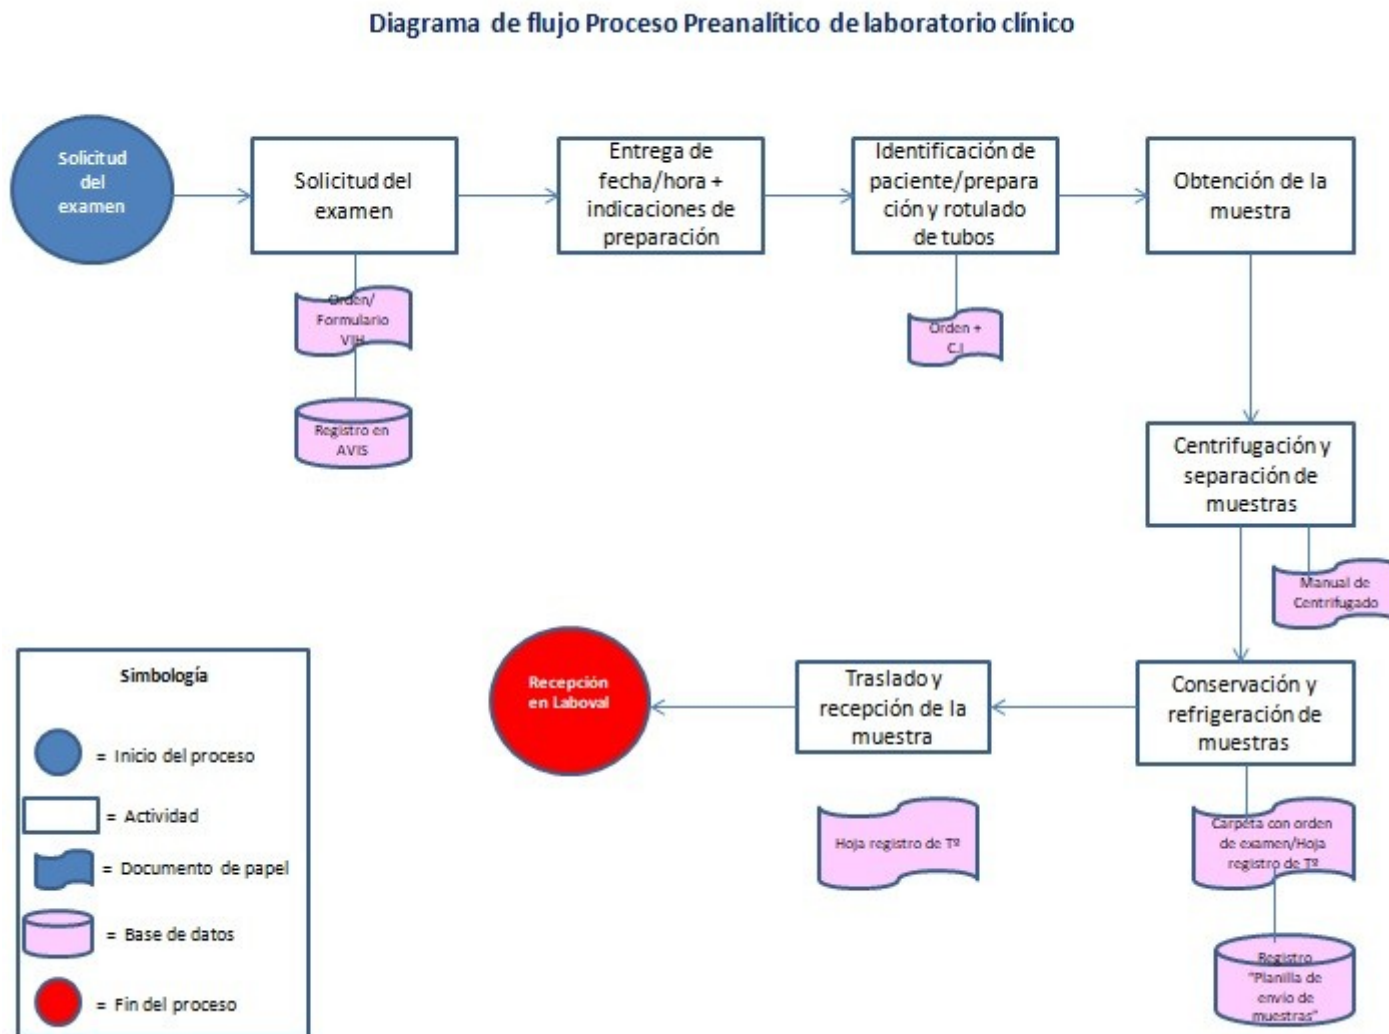 Diagrama de flujo Proceso Preanalítico de laboratorio clínico
Solicitud
del
examen
Solicitud del
examen
Entrega de
fecha/hora +
indicaciones de
preparación
Identificación de
paciente/prepara
ción y rotulado
de tubos
Obtención de la
muestra
Orden/
Formulario
VIH
Registro en
AVIS
Orden +
C.I
Centrifugación y
separación de
muestras
Manual de
Centrifugado
Conservación y
refrigeración de
muestras
Traslado y
recepción de la
muestra
Recepción
en Laboval
Hoja registro de Tº
Carpeta con orden
de examen/Hoja
registro de Tº
Registro
"Planilla de
envío de
muestras"
Simbología
= Inicio del proceso
= Actividad
= Documento de papel
= Base de datos
= Fin del proceso